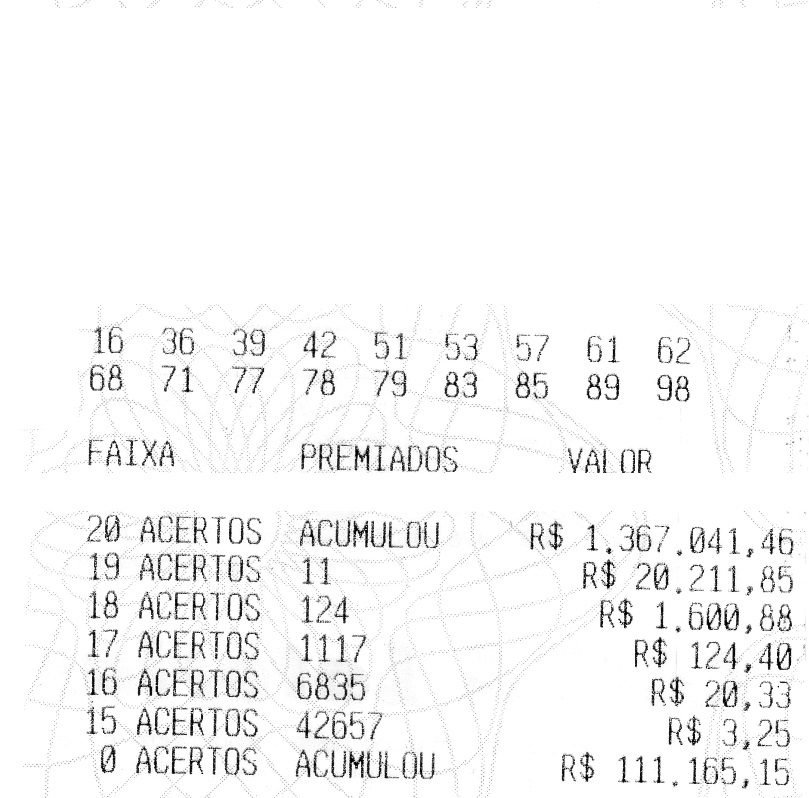 16 36 39 42 51 53 57 61 62
68 71 77 78 79 83 85 89 98
FAIXA PREMIADOS VALOR
20 ACERTOS ACUMULOU R$ 1.367.041,46
19 ACERTOS 11 R$ 20.211,85
18 ACERTOS 124 R$ 1.600,88
17 ACERTOS 1117 R$ 124,40
16 ACERTOS 6835 R$ 20,33
15 ACERTOS 42657 R$ 3,25
0 ACERTOS ACUMULOU R$ 111.165,15